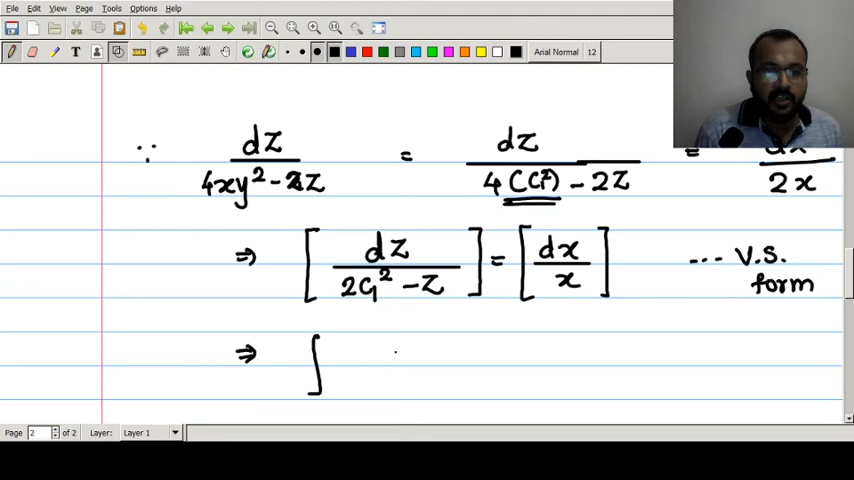 File Edit View Page Tools Options Help
Arial Normal 12
∵ dz/(4xy² - 2z) = dz/(4(C₁²) - 2z) = dx/2x
⇒ [dz/(2C₁² - z)] = [dx/x] --- V.S. form
⇒ ∫
Page 2 of 2 Layer: Layer 1